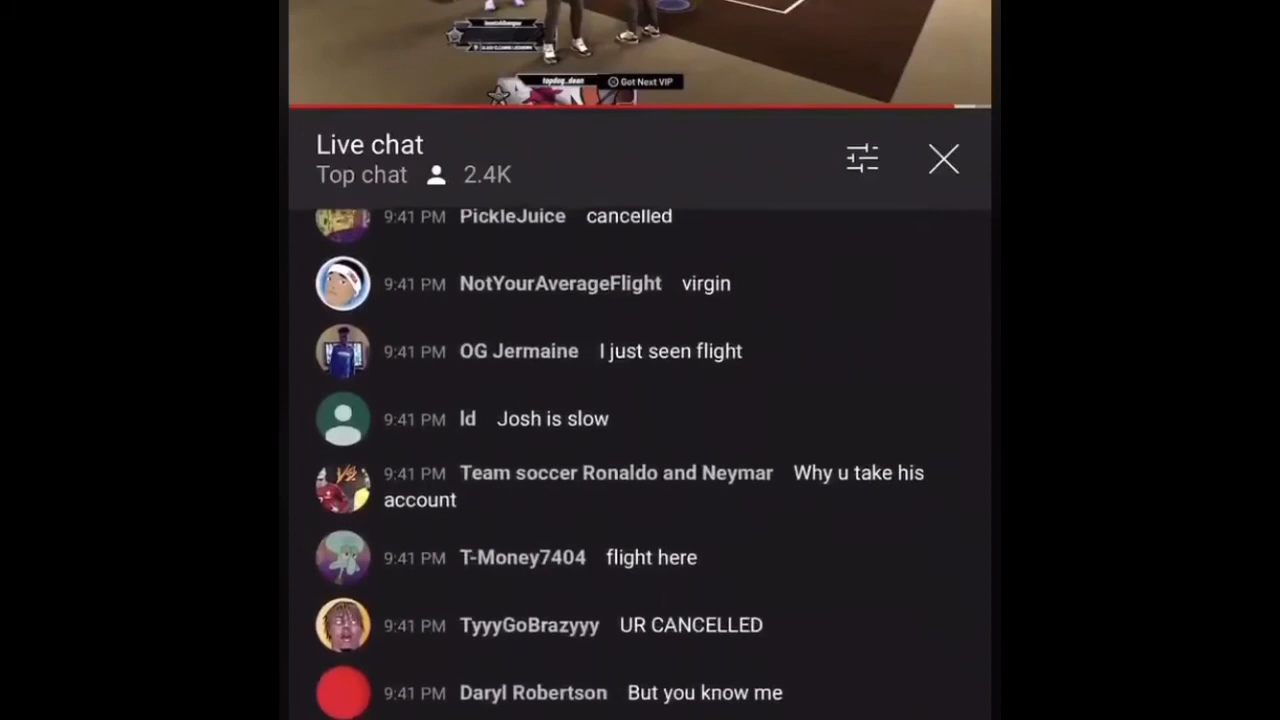 topdog_dean Got Next VIP
Live chat
Top chat 2.4K
9:41 PM PickleJuice cancelled
9:41 PM NotYourAverageFlight virgin
9:41 PM OG Jermaine I just seen flight
9:41 PM ld Josh is slow
9:41 PM Team soccer Ronaldo and Neymar Why u take his
account
9:41 PM T-Money7404 flight here
9:41 PM TyyyGoBrazyyy UR CANCELLED
9:41 PM Daryl Robertson But you know me